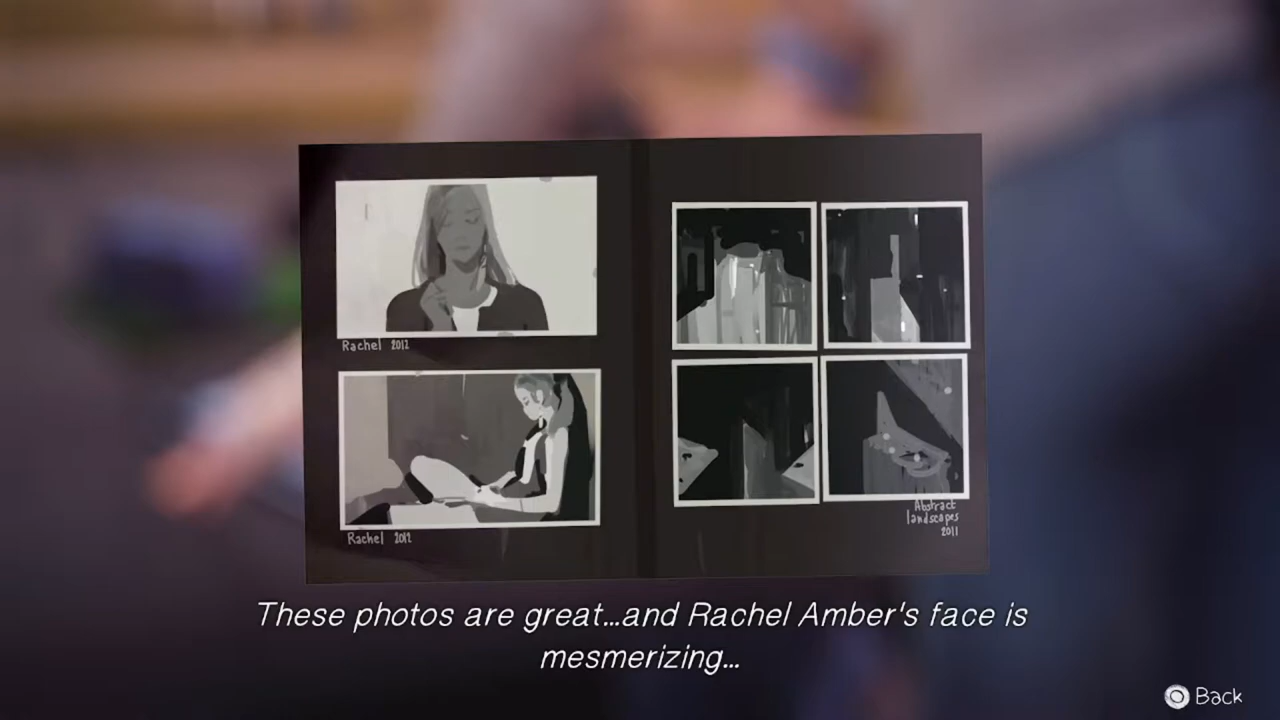 Rachel 2012
Rachel 2012
Abstract
landscapes
2011
These photos are great...and Rachel Amber's face is
mesmerizing...
Back